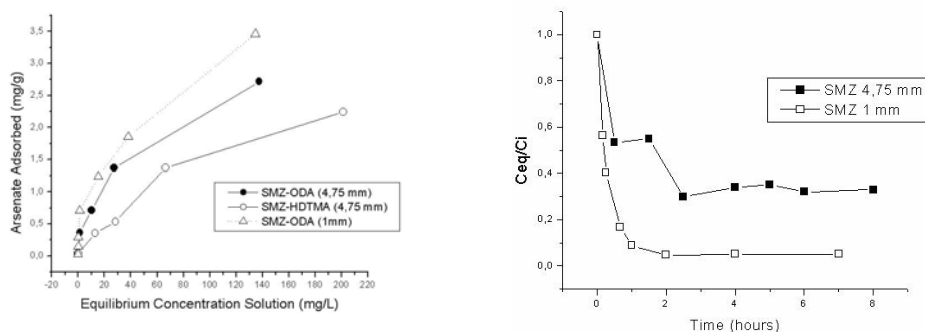 Arsenate Adsorbed (mg/g)
3,5
3,0
2,5
2,0
1,5
1,0
0,5
0,0
SMZ-ODA (4,75 mm)
SMZ-HDTMA (4,75 mm)
SMZ-ODA (1mm)
-20 0 20 40 60 80 100 120 140 160 180 200 220
Equilibrium Concentration Solution (mg/L)
Ceq/Ci
1,0
0,8
0,6
0,4
0,2
0,0
SMZ 4,75 mm
SMZ 1 mm
0 2 4 6 8
Time (hours)